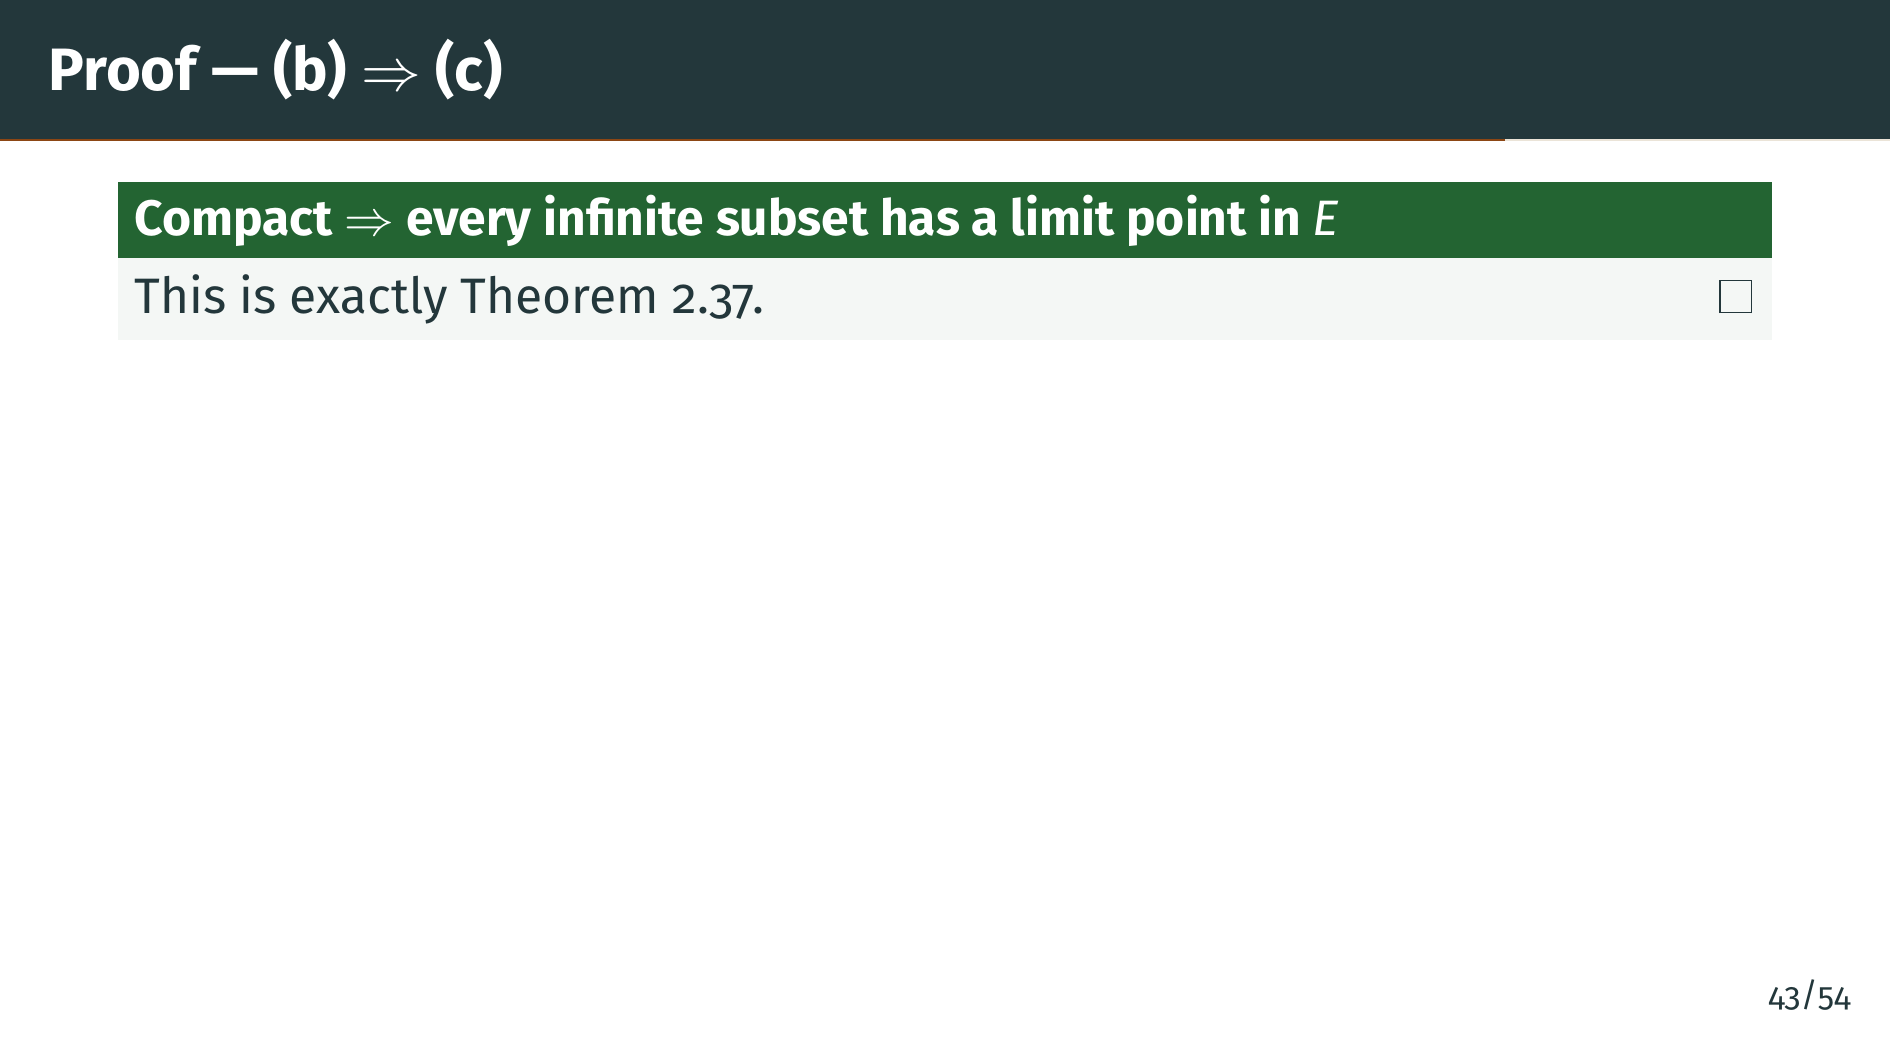 Proof — (b) ⇒ (c)
Compact ⇒ every infinite subset has a limit point in E
This is exactly Theorem 2.37. □
43/54